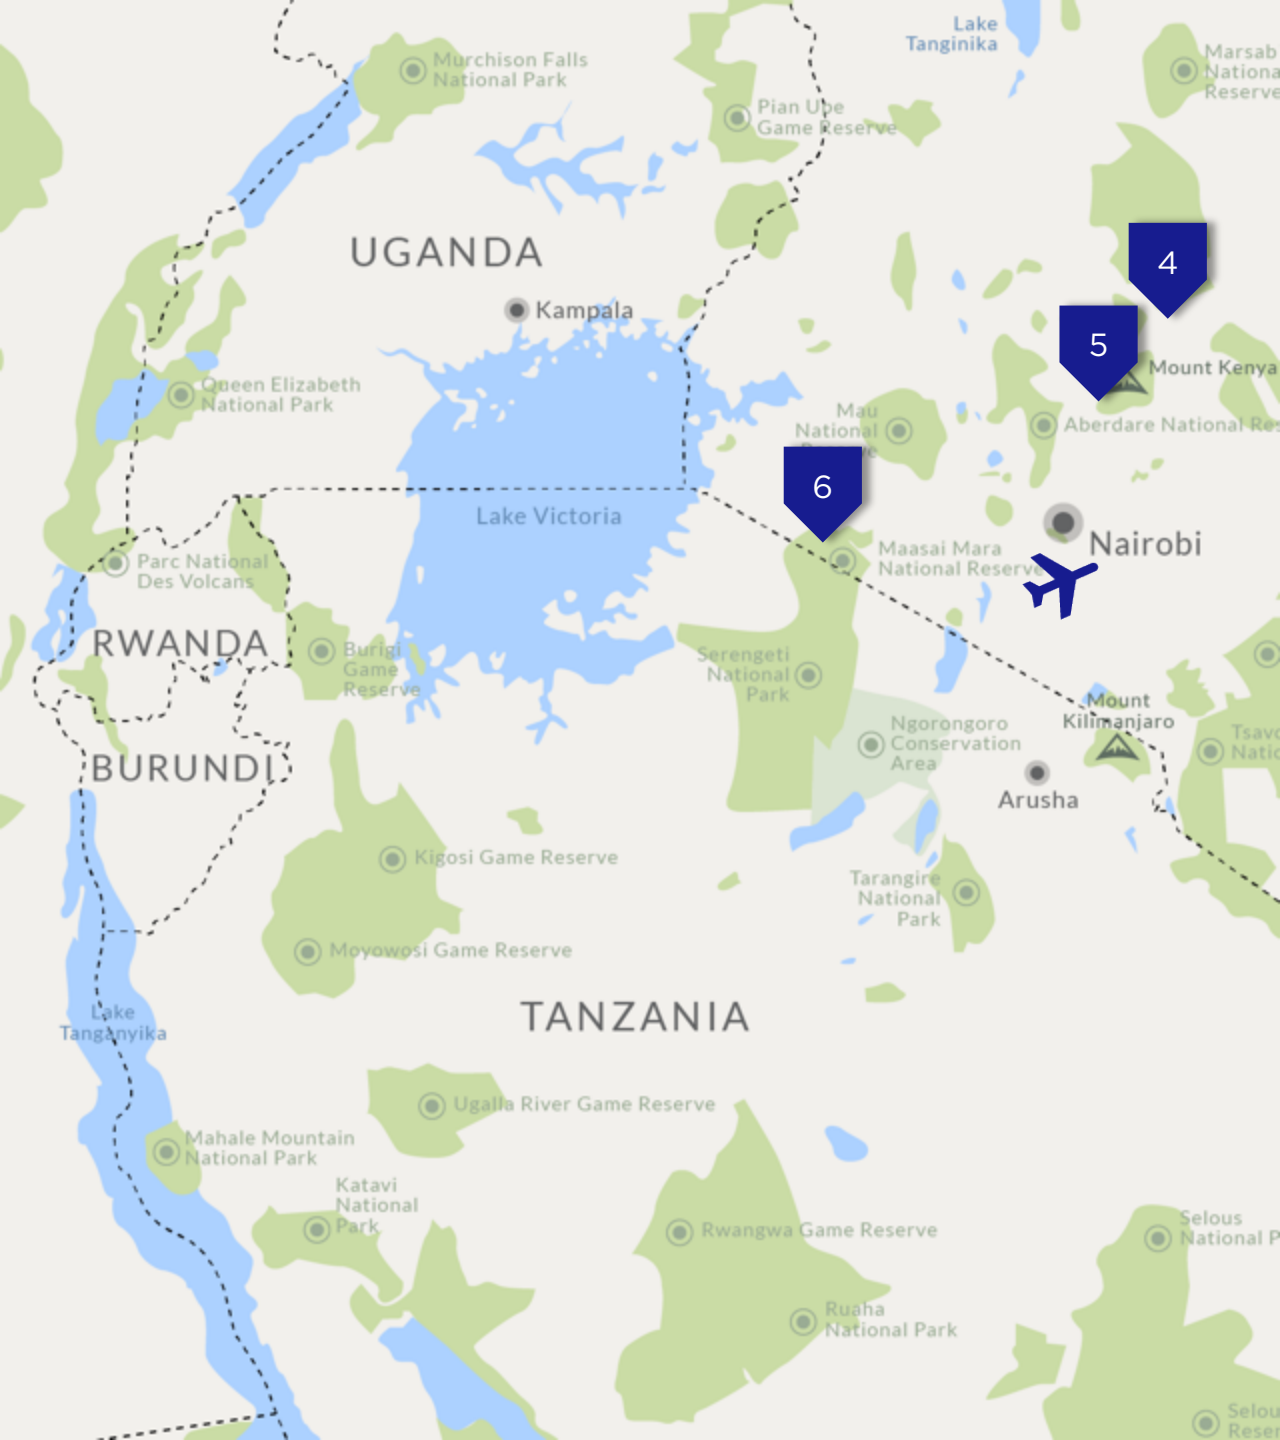 Lake
Tanginika
Murchison Falls
National Park
Marsab
Nationa
Reserve
Pian Upe
Game Reserve
UGANDA
4
Kampala
5
Mount Kenya
Queen Elizabeth
National Park
Mau
National
Aberdare National Res
6
Lake Victoria
Nairobi
Parc National
Des Volcans
Maasai Mara
National Reserve
RWANDA
Burigi
Game
Reserve
Serengeti
National
Park
Mount
Kilimanjaro
Ngorongoro
Conservation
Area
Tsavo
Natio
BURUNDI
Arusha
Kigosi Game Reserve
Tarangire
National
Park
Moyowosi Game Reserve
TANZANIA
Lake
Tanganyika
Ugalla River Game Reserve
Mahale Mountain
National Park
Katavi
National
Park
Rwangwa Game Reserve
Selous
National P
Ruaha
National Park
Selou
Reser